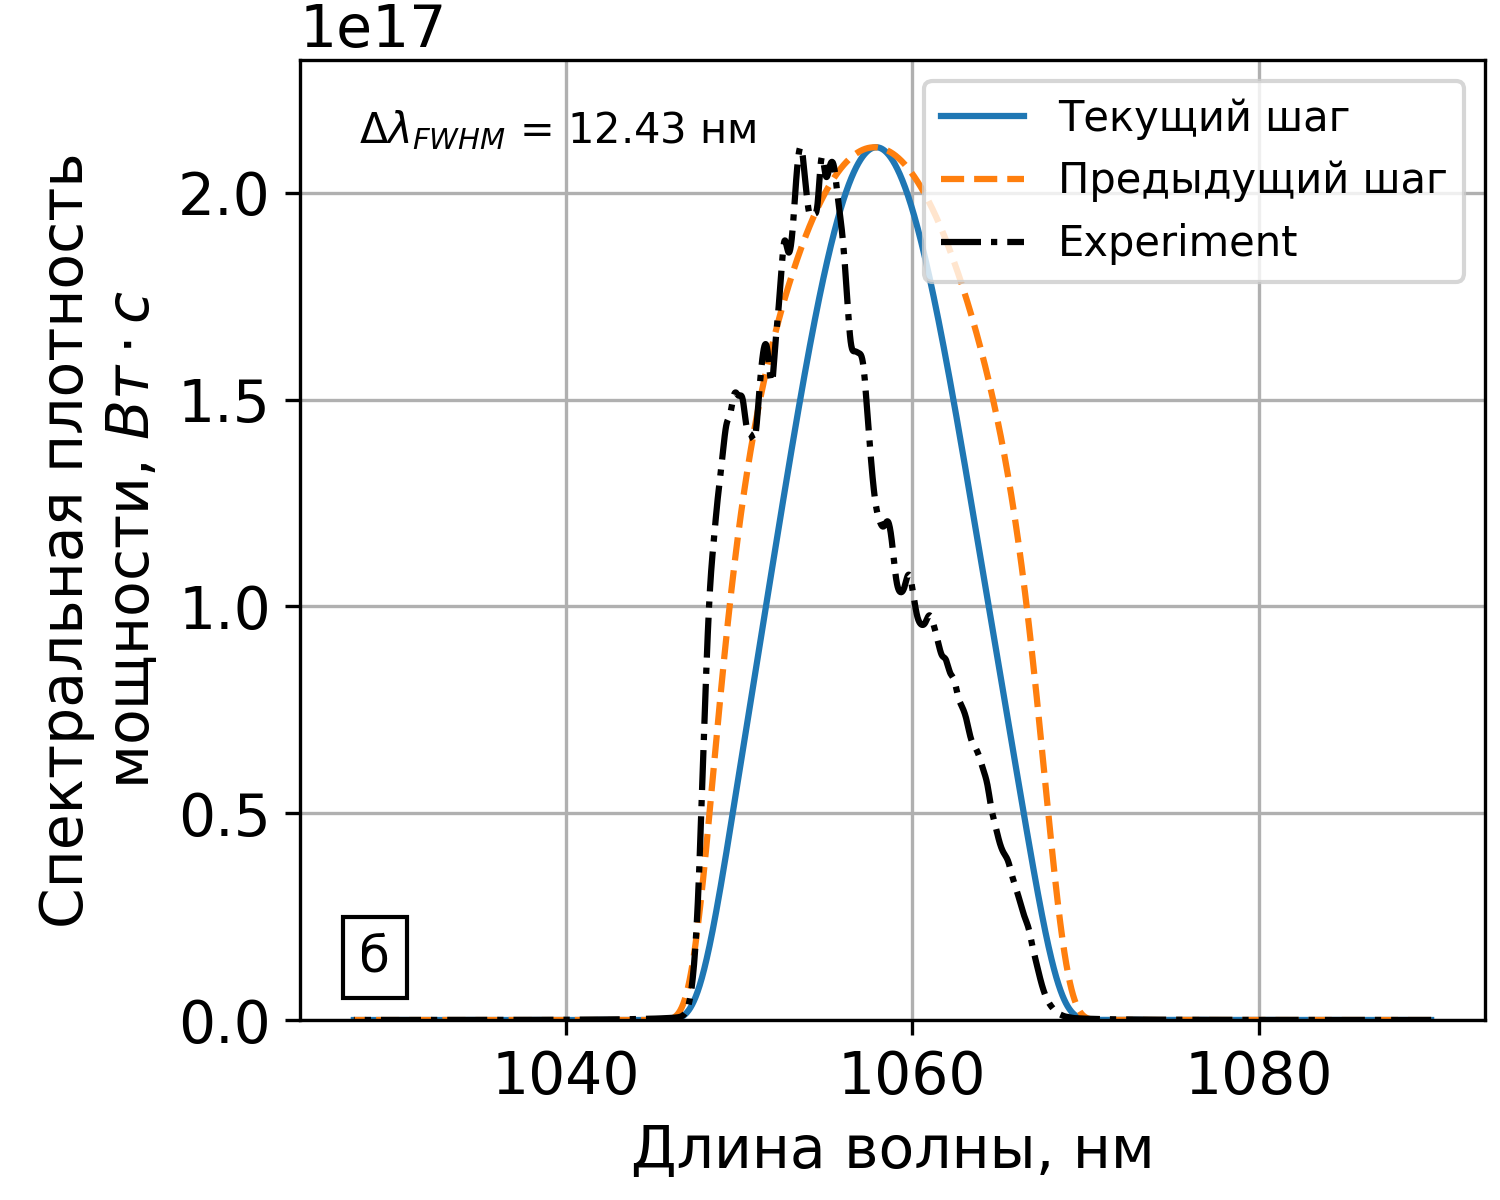 1e17
Δλ_FWHM = 12.43 нм
Текущий шаг
Предыдущий шаг
Experiment
Спектральная плотность
мощности, Вт · с
2.0
1.5
1.0
0.5
0.0
б
1040
1060
1080
Длина волны, нм